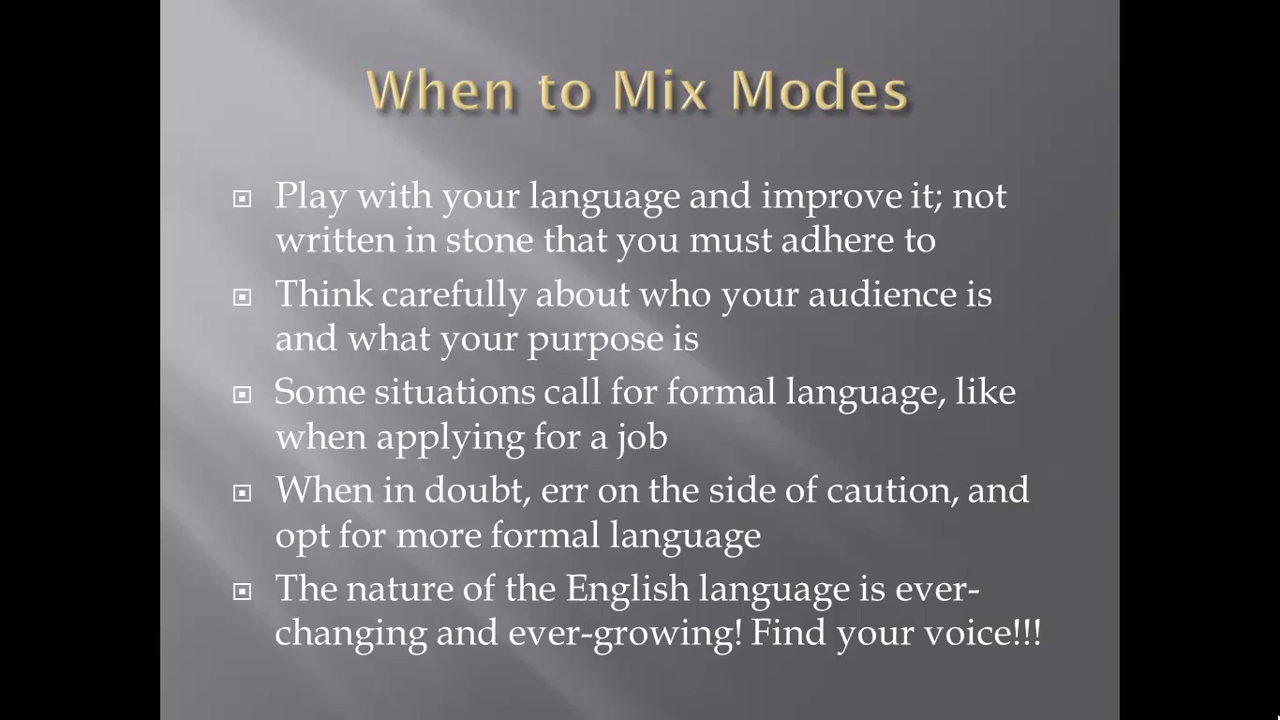 When to Mix Modes
Play with your language and improve it; not
written in stone that you must adhere to
Think carefully about who your audience is
and what your purpose is
Some situations call for formal language, like
when applying for a job
When in doubt, err on the side of caution, and
opt for more formal language
The nature of the English language is ever-
changing and ever-growing! Find your voice!!!